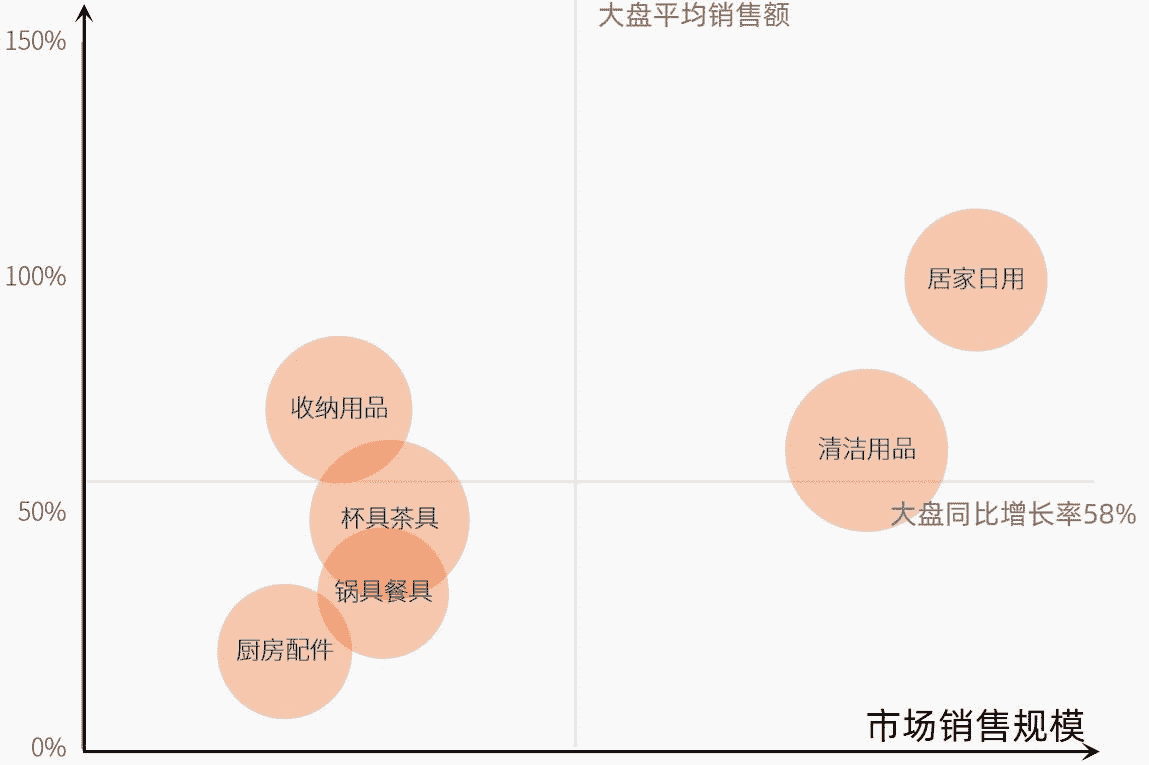 大盘平均销售额
150%
100%
居家日用
收纳用品
清洁用品
50%
杯具茶具
大盘同比增长率58%
锅具餐具
厨房配件
市场销售规模
0%